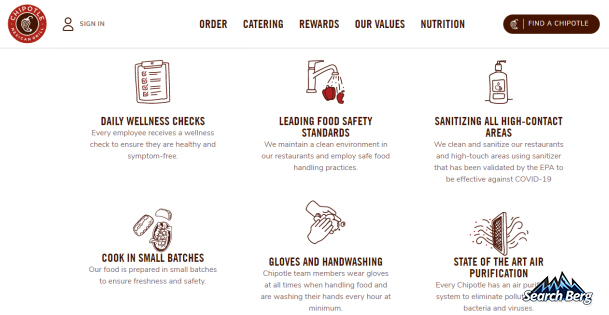 CHIPOTLE
MEXICAN GRILL
SIGN IN
ORDER CATERING REWARDS OUR VALUES NUTRITION
FIND A CHIPOTLE
DAILY WELLNESS CHECKS
Every employee receives a wellness
check to ensure they are healthy and
symptom-free.
LEADING FOOD SAFETY
STANDARDS
We maintain a clean environment in
our restaurants and employ safe food
handling practices.
SANITIZING ALL HIGH-CONTACT
AREAS
We clean and sanitize our restaurants
and high-touch areas using sanitizer
that has been validated by the EPA to
be effective against COVID-19
COOK IN SMALL BATCHES
Our food is prepared in small batches
to ensure freshness and safety.
GLOVES AND HANDWASHING
Chipotle team members wear gloves
at all times when handling food and
are washing their hands every hour at
minimum.
STATE OF THE ART AIR
PURIFICATION
Every Chipotle has an air
system to eliminate
bacteria and viruses.
Search Berg